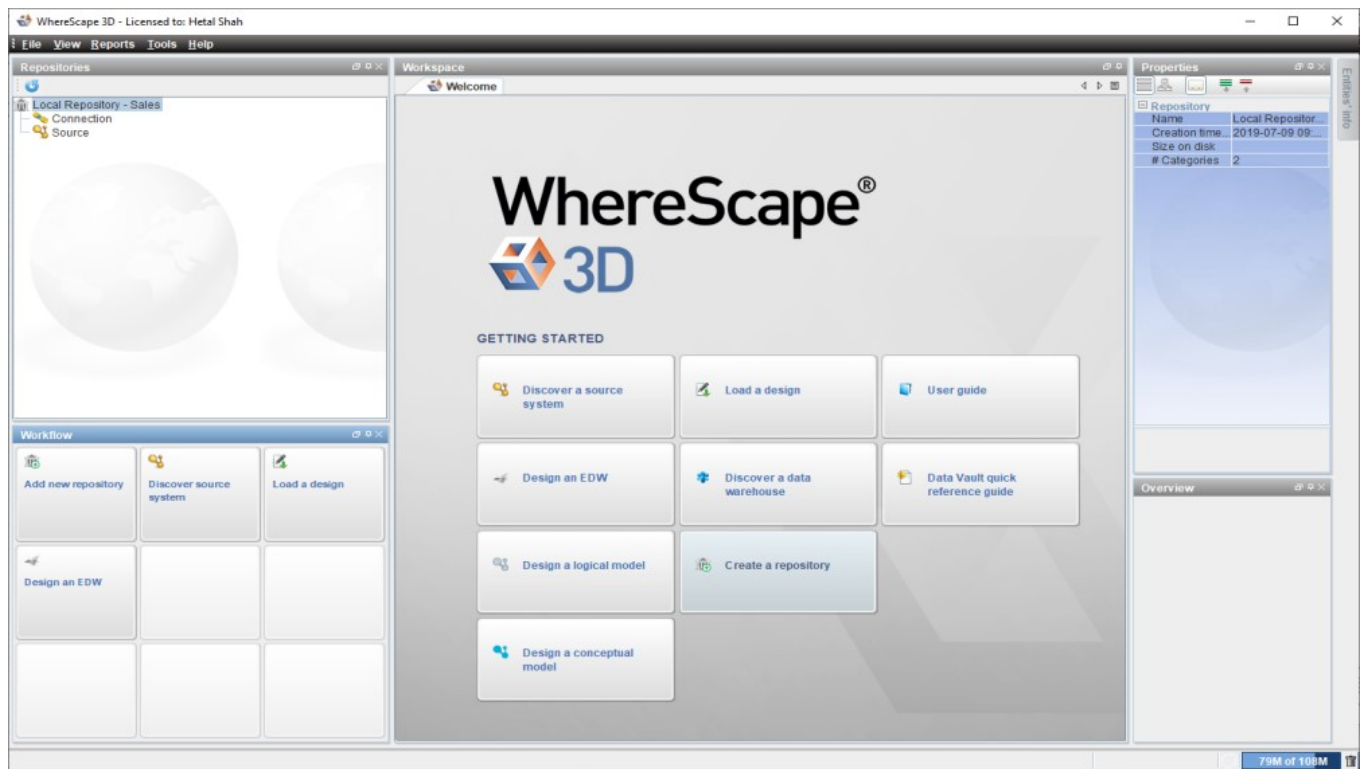 WhereScape 3D - Licensed to: Hetal Shah
File View Reports Tools Help
Repositories
Local Repository - Sales
Connection
Source
Workflow
Add new repository
Discover source
system
Load a design
Design an EDW
Workspace
Welcome
WhereScape®
3D
GETTING STARTED
Discover a source
system
Load a design
User guide
Design an EDW
Discover a data
warehouse
Data Vault quick
reference guide
Design a logical model
Create a repository
Design a conceptual
model
Properties
Repository
Name Local Repositor...
Creation time... 2019-07-09 09:...
Size on disk
# Categories 2
Overview
Entities' info
79M of 108M